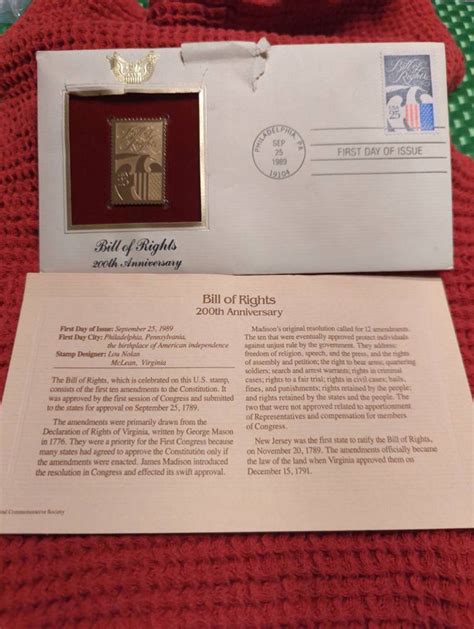 Bill of
Rights
USA 25
Bill of
Rights
PHILADELPHIA, PA
SEP
25
1989
19104
FIRST DAY OF ISSUE
Bill of Rights
200th Anniversary
Bill of Rights
200th Anniversary
First Day of Issue: September 25, 1989
First Day City: Philadelphia, Pennsylvania,
the birthplace of American independence
Stamp Designer: Lou Nolan
McLean, Virginia
The Bill of Rights, which is celebrated on this U.S. stamp,
consists of the first ten amendments to the Constitution. It
was approved by the first session of Congress and submitted
to the states for approval on September 25, 1789.
The amendments were primarily drawn from the
Declaration of Rights of Virginia, written by George Mason
in 1776. They were a priority for the First Congress because
many states had agreed to approve the Constitution only if
the amendments were enacted. James Madison introduced
the resolution in Congress and effected its swift approval.
Madison's original resolution called for 12 amendments.
The ten that were eventually approved protect individuals
against unjust rule by the government. They address:
freedom of religion, speech, and the press, and the rights
of assembly and petition; the right to bear arms; quartering
soldiers; search and arrest warrants; rights in criminal
cases; rights to a fair trial; rights in civil cases; bails,
fines, and punishments; rights retained by the people;
and rights retained by the states and the people. The
two that were not approved related to apportionment
of Representatives and compensation for members
of Congress.
New Jersey was the first state to ratify the Bill of Rights,
on November 20, 1789. The amendments officially became
the law of the land when Virginia approved them on
December 15, 1791.
Commemorative Society